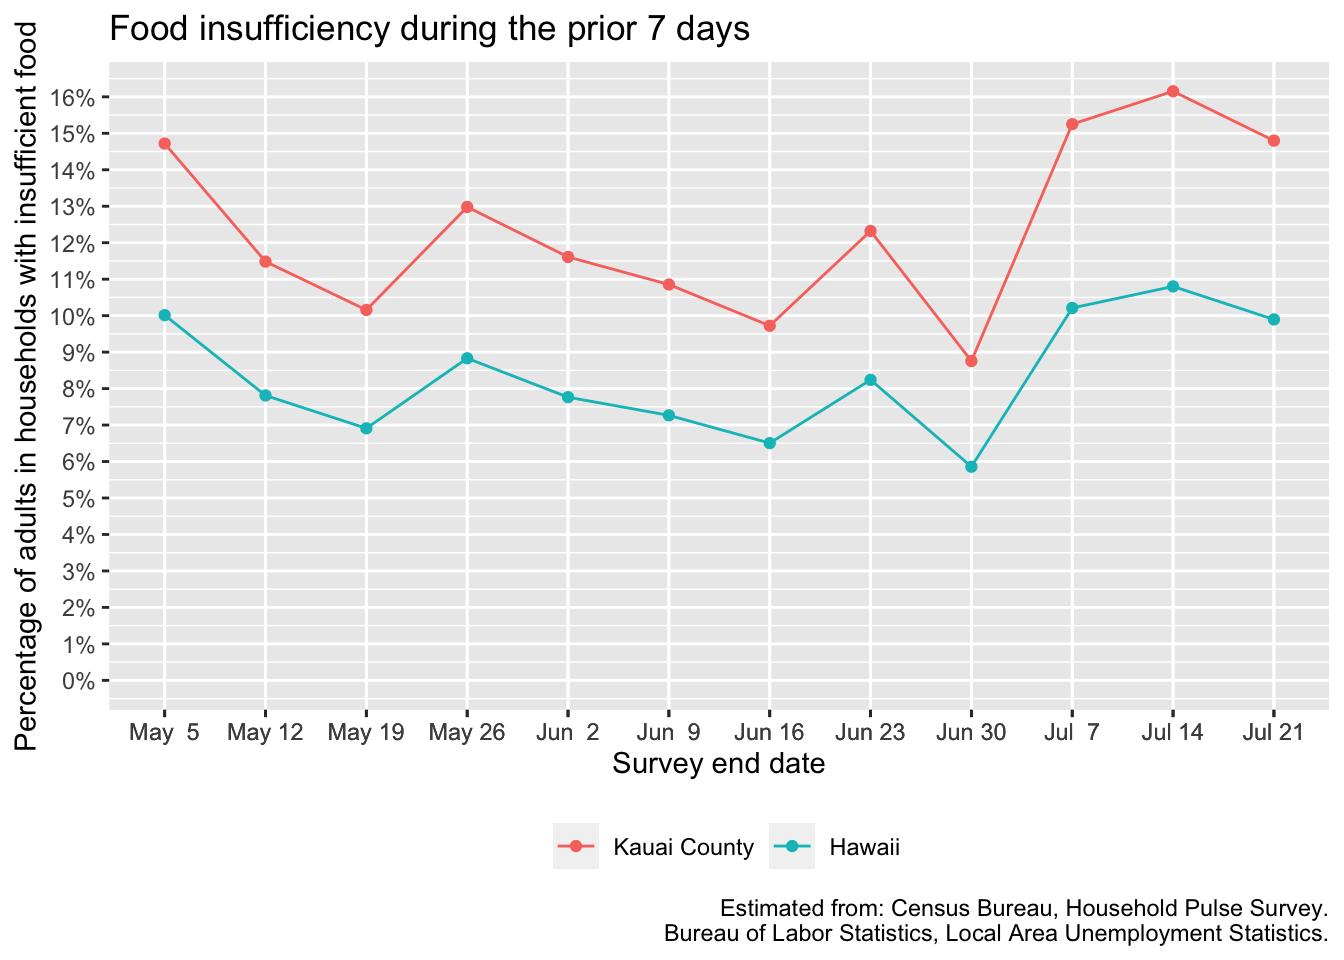 Food insufficiency during the prior 7 days
Percentage of adults in households with insufficient food
16%
15%
14%
13%
12%
11%
10%
9%
8%
7%
6%
5%
4%
3%
2%
1%
0%
May 5 May 12 May 19 May 26 Jun 2 Jun 9 Jun 16 Jun 23 Jun 30 Jul 7 Jul 14 Jul 21
Survey end date
Kauai County Hawaii
Estimated from: Census Bureau, Household Pulse Survey.
Bureau of Labor Statistics, Local Area Unemployment Statistics.